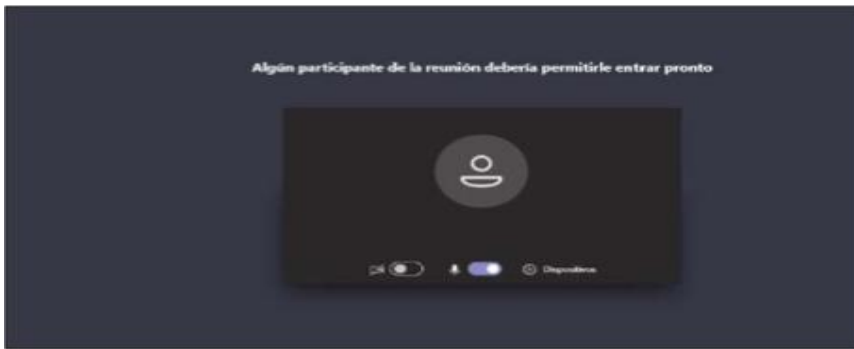 Algún participante de la reunión debería permitirle entrar pronto
Dispositivos